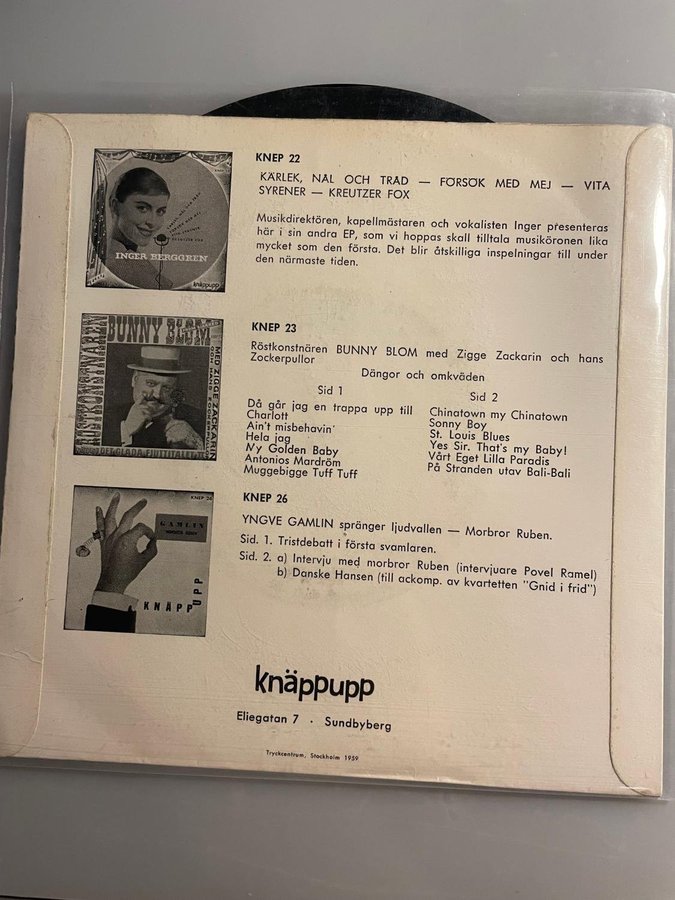 KNEP 22
KÄRLEK, NÅL OCH TRÅD — FÖRSÖK MED MEJ — VITA
SYRENER — KREUTZER FOX
Musikdirektören, kapellmästaren och vokalisten Inger presenteras
här i sin andra EP, som vi hoppas skall tilltala musiköronen lika
mycket som den första. Det blir åtskilliga inspelningar till under
den närmaste tiden.
INGER BERGGREN
knäppupp
KNEP 23
Röstkonstnären BUNNY BLOM med Zigge Zackarin och hans
Zockerpullor
Dängor och omkväden
Sid 1
Då går jag en trappa upp till
Charlott
Ain't misbehavin'
Hela jag
My Golden Baby
Antonios Mardröm
Muggebigge Tuff Tuff
Sid 2
Chinatown my Chinatown
Sonny Boy
St. Louis Blues
Yes Sir. That's my Baby!
Vårt Eget Lilla Paradis
På Stranden utav Bali-Bali
RÖSTKONSTNÄREN
BUNNY BLOM
MED ZIGGE ZACKARIN
KNEP 26
YNGVE GAMLIN spränger ljudvallen — Morbror Ruben.
Sid. 1. Tristdebatt i första svamlaren.
Sid. 2. a) Intervju med morbror Ruben (intervjuare Povel Ramel)
b) Danske Hansen (till ackomp. av kvartetten "Gnid i frid")
KNEP 26
GAMLIN
KNÄPP
UPP
knäppupp
Eliegatan 7 · Sundbyberg
Tryckcentrum, Stockholm 1959